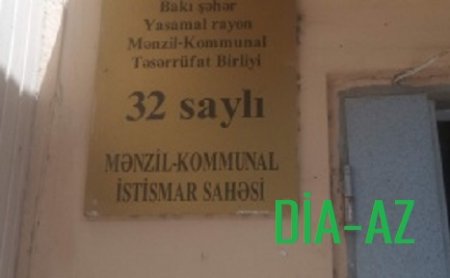 Bakı şəhər
Yasamal rayon
Mənzil-Kommunal
Təsərrüfat Birliyi
32 saylı
MƏNZİL-KOMMUNAL
İSTİSMAR SAHƏSİ
DİA-AZ